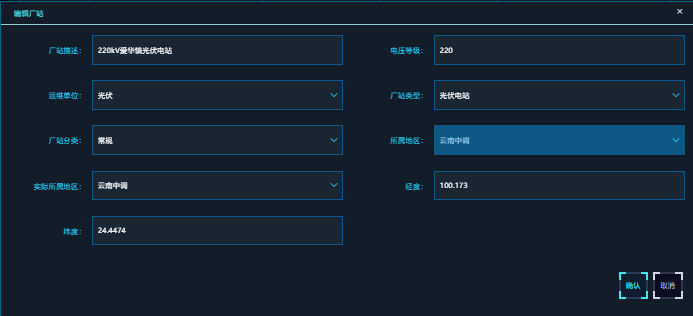 编辑厂站
厂站描述: 220kV爱华镇光伏电站 电压等级: 220
运维单位: 光伏 厂站类型: 光伏电站
厂站分类: 常规 所属地区: 云南中调
实际所属地区: 云南中调 经度: 100.173
纬度: 24.4474
确认 取消